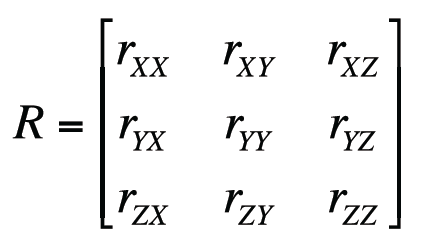 r_XX r_XY r_XZ
R = r_YX r_YY r_YZ
r_ZX r_ZY r_ZZ